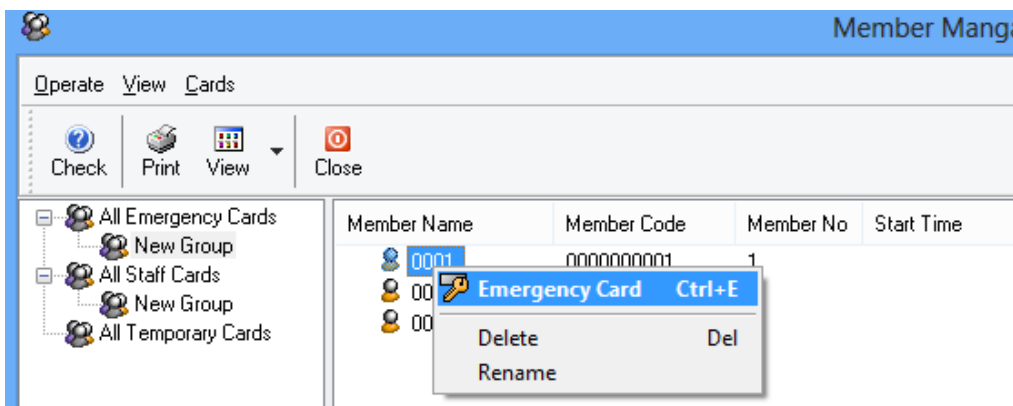 Member Manga
Operate View Cards
Check Print View Close
All Emergency Cards
New Group
All Staff Cards
New Group
All Temporary Cards
Member Name Member Code Member No Start Time
0001 0000000001 1
00
00
Emergency Card Ctrl+E
Delete Del
Rename